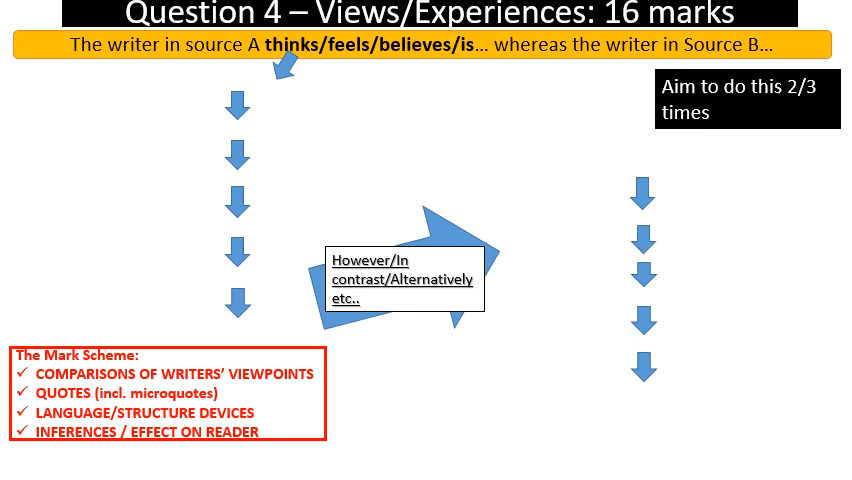 Question 4 – Views/Experiences: 16 marks
The writer in source A thinks/feels/believes/is… whereas the writer in Source B…
Aim to do this 2/3
times
However/In
contrast/Alternatively
etc..
The Mark Scheme:
✓ COMPARISONS OF WRITERS’ VIEWPOINTS
✓ QUOTES (incl. microquotes)
✓ LANGUAGE/STRUCTURE DEVICES
✓ INFERENCES / EFFECT ON READER